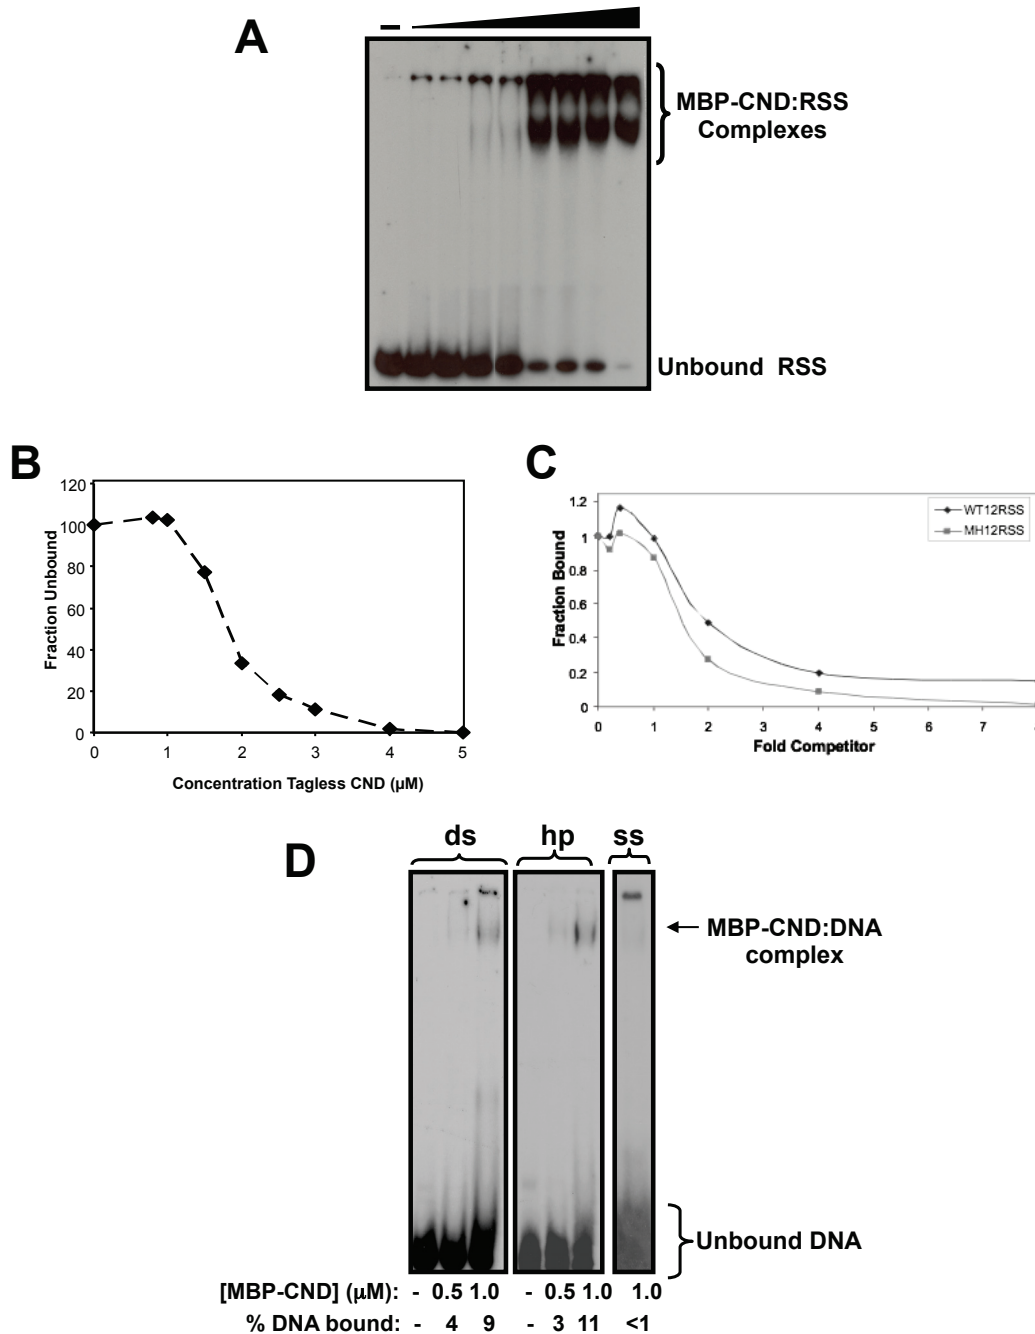 A
–
MBP-CND:RSS
Complexes
Unbound RSS
B
120
100
80
60
40
20
0
Fraction Unbound
0 1 2 3 4 5
Concentration Tagless CND (µM)
C
1.2
1
0.8
0.6
0.4
0.2
0
Fraction Bound
WT12RSS
MH12RSS
0 1 2 3 4 5 6 7
Fold Competitor
D
ds hp ss
MBP-CND:DNA
complex
Unbound DNA
[MBP-CND] (µM): - 0.5 1.0 - 0.5 1.0 1.0
% DNA bound: - 4 9 - 3 11 <1